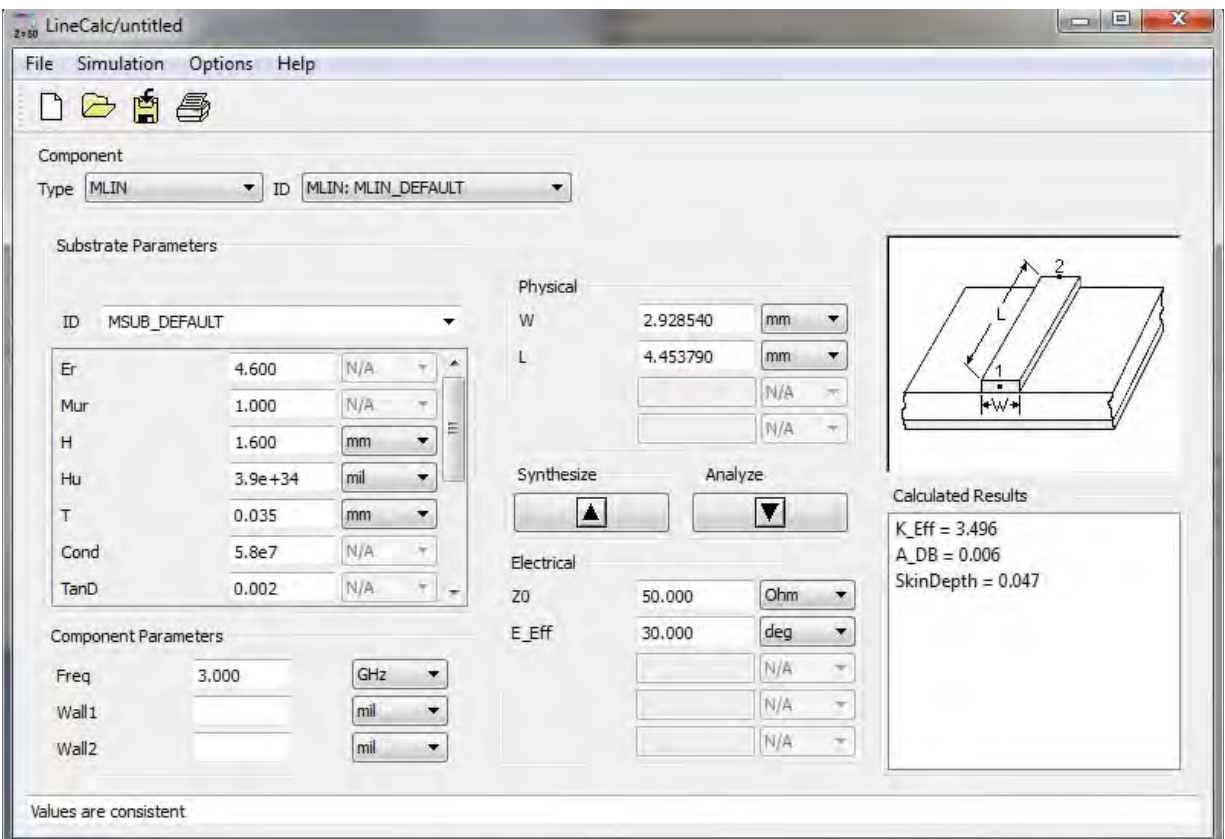 Z=50 LineCalc/untitled
File Simulation Options Help
Component
Type MLIN ID MLIN: MLIN_DEFAULT
Substrate Parameters
ID MSUB_DEFAULT
Er 4.600 N/A
Mur 1.000 N/A
H 1.600 mm
Hu 3.9e+34 mil
T 0.035 mm
Cond 5.8e7 N/A
TanD 0.002 N/A
Component Parameters
Freq 3.000 GHz
Wall1 mil
Wall2 mil
Physical
W 2.928540 mm
L 4.453790 mm
N/A
N/A
Synthesize Analyze
Electrical
Z0 50.000 Ohm
E_Eff 30.000 deg
N/A
N/A
N/A
2
L
1
W
Calculated Results
K_Eff = 3.496
A_DB = 0.006
SkinDepth = 0.047
Values are consistent